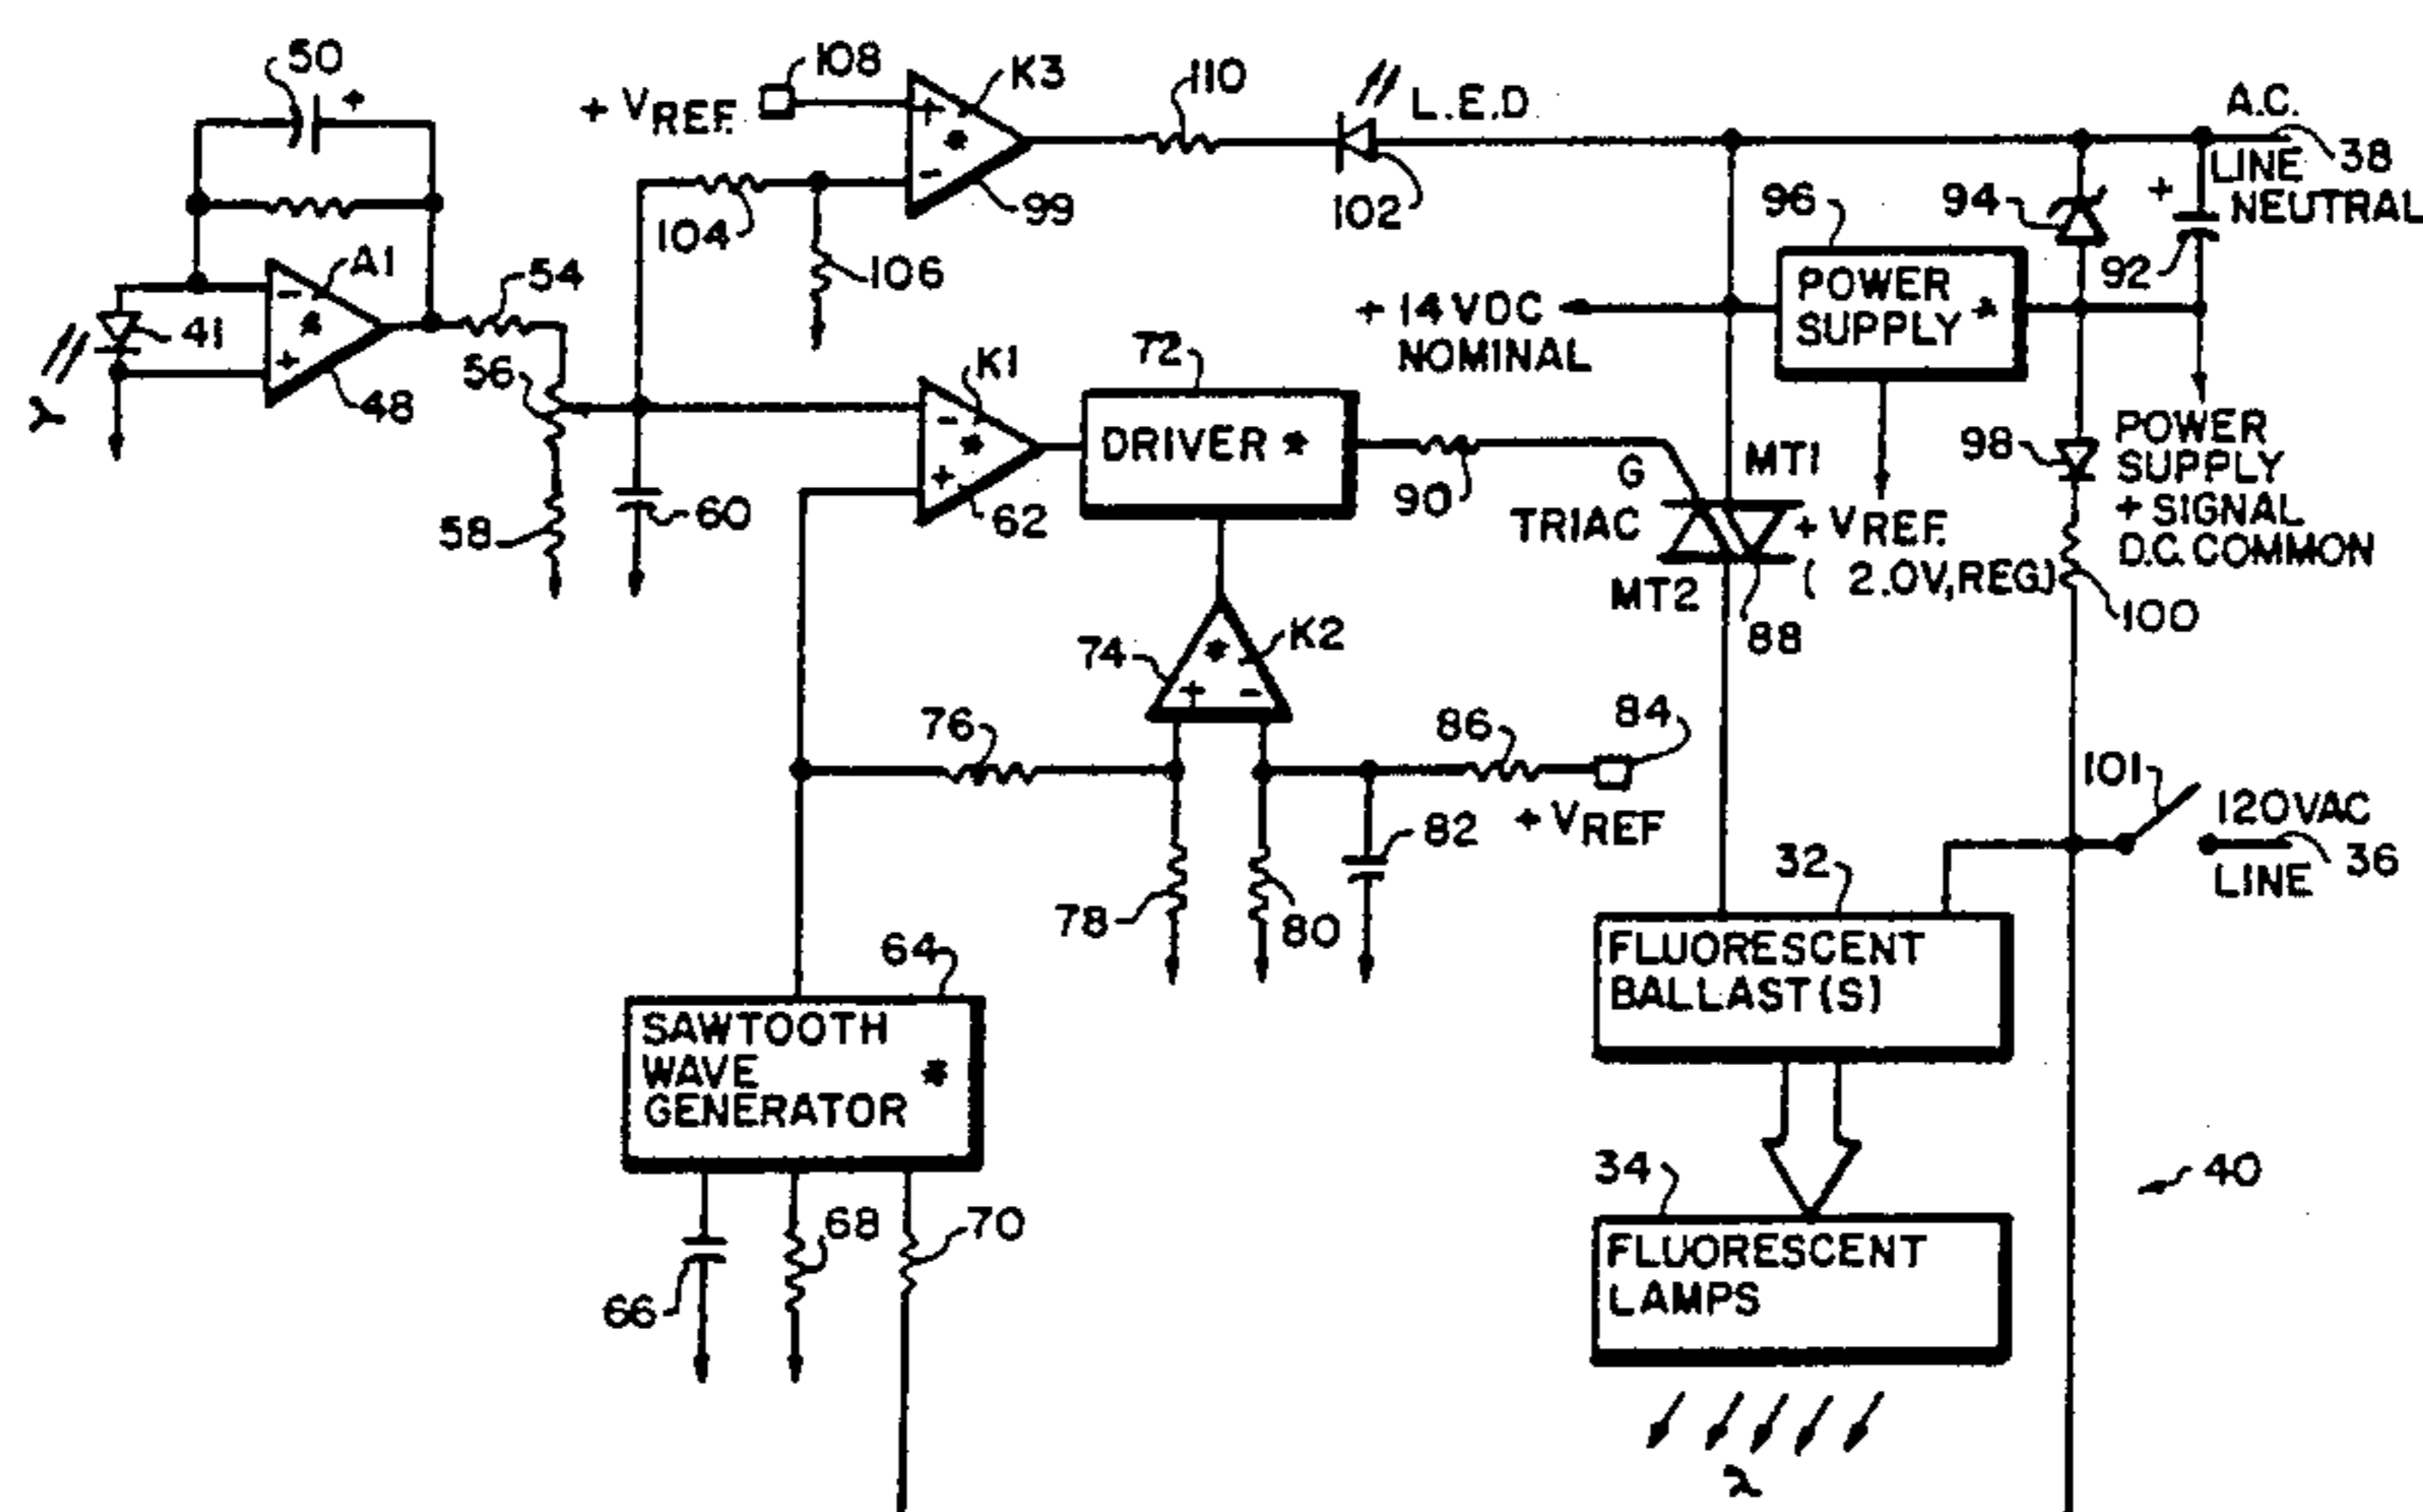 50
+
108
+ VREF.
K3
+
*
-
99
110
L.E.D.
102
A.C.
38
LINE
NEUTRAL
+
92
94
96
POWER
SUPPLY *
104
106
A1
-
*
+
48
41
λ
54
56
58
60
+ 14 VDC
NOMINAL
72
K1
-
*
+
62
DRIVER *
90
G
MT1
TRIAC
MT2
88
+ VREF.
( 2.0V, REG.)
98
POWER
SUPPLY
+ SIGNAL
D.C. COMMON
100
74
*
K2
+ -
76
78
80
82
86
84
+ VREF
101
120VAC
36
LINE
32
FLUORESCENT
BALLAST(S)
64
SAWTOOTH
WAVE *
GENERATOR
66
68
70
34
FLUORESCENT
LAMPS
40
λ